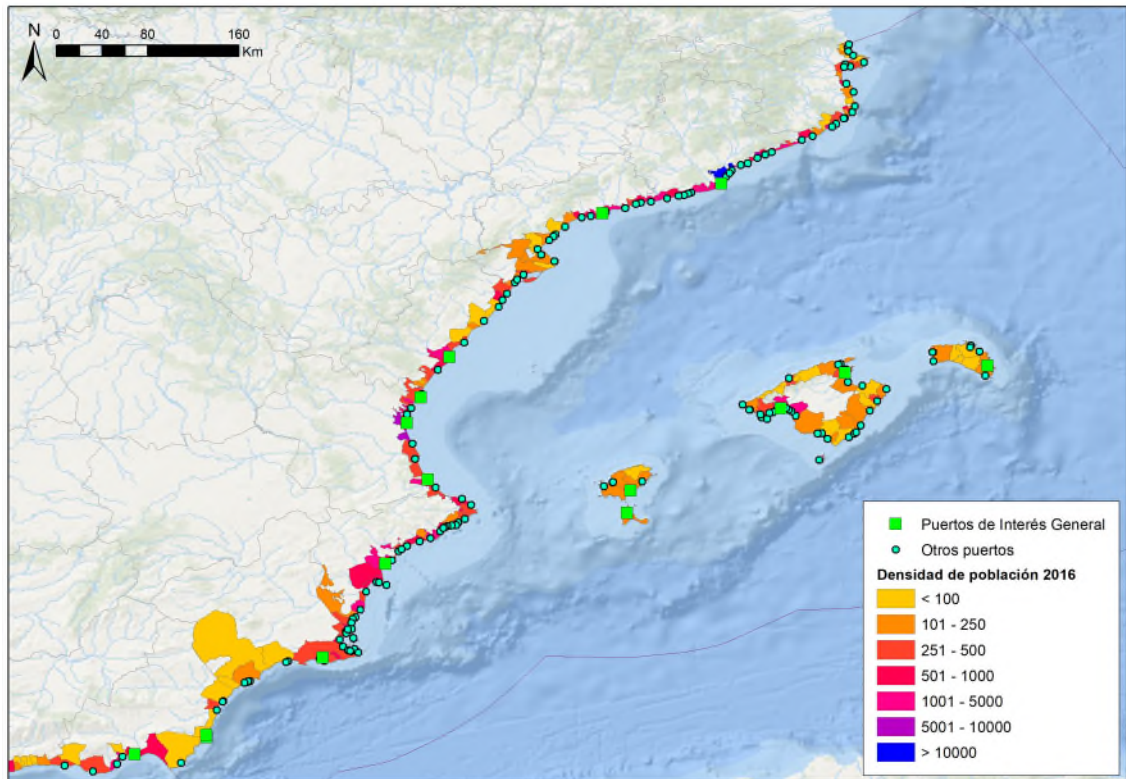 N
0 40 80 160
Km
Puertos de Interés General
Otros puertos
Densidad de población 2016
< 100
101 - 250
251 - 500
501 - 1000
1001 - 5000
5001 - 10000
> 10000